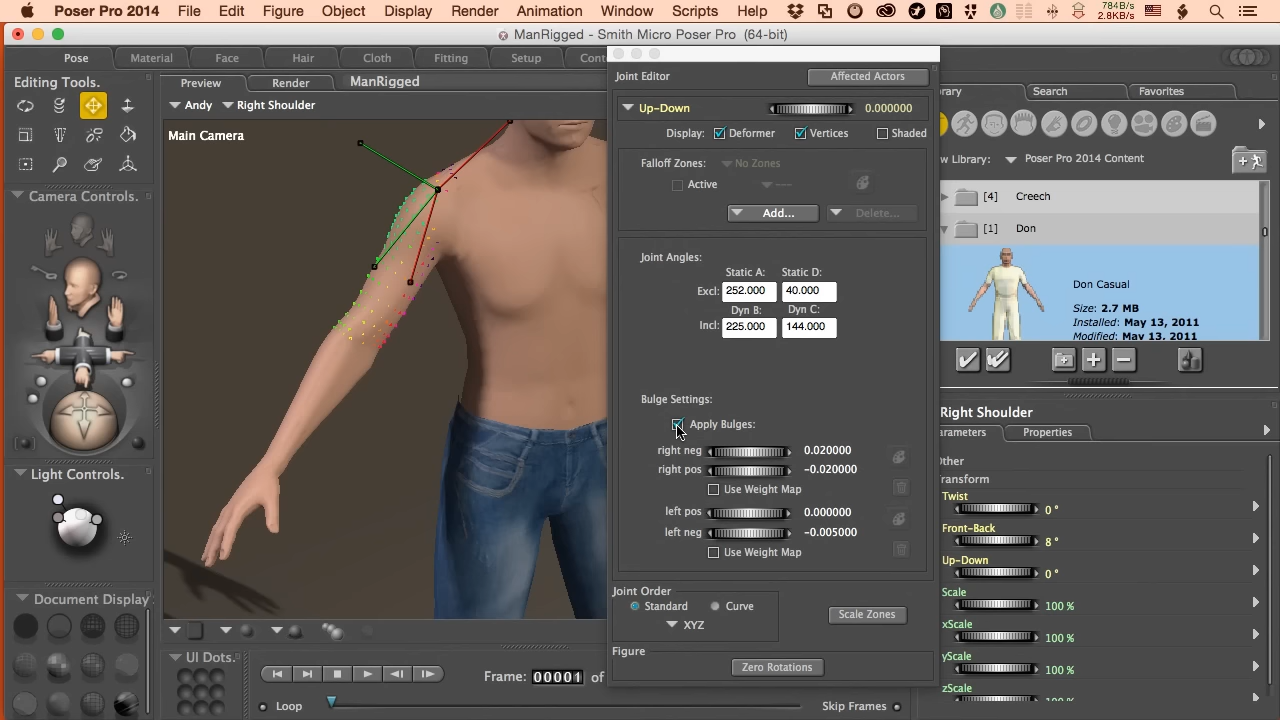 Poser Pro 2014 File Edit Figure Object Display Render Animation Window Scripts Help 784B/s 2.8KB/s
ManRigged - Smith Micro Poser Pro (64-bit)
Pose Material Face Hair Cloth Fitting Setup
Editing Tools.
Preview Render ManRigged
Andy Right Shoulder
Main Camera
Camera Controls.
Light Controls.
Document Display
UI Dots.
Frame: 00001 of
Loop
Skip Frames
Joint Editor Affected Actors
Up-Down 0.000000
Display: Deformer Vertices Shaded
Falloff Zones: No Zones
Active ----
Add... Delete...
Joint Angles:
Static A: Static D:
Excl: 252.000 40.000
Dyn B: Dyn C:
Incl: 225.000 144.000
Bulge Settings:
Apply Bulges:
right neg 0.020000
right pos -0.020000
Use Weight Map
left pos 0.000000
left neg -0.005000
Use Weight Map
Joint Order
Standard Curve
XYZ
Scale Zones
Figure
Zero Rotations
brary Search Favorites
w Library: Poser Pro 2014 Content
[4] Creech
[1] Don
Don Casual
Size: 2.7 MB
Installed: May 13, 2011
Modified: May 13, 2011
Right Shoulder
arameters Properties
Other
Transform
Twist
0 °
Front-Back
8 °
Up-Down
0 °
Scale
100 %
xScale
100 %
yScale
100 %
zScale